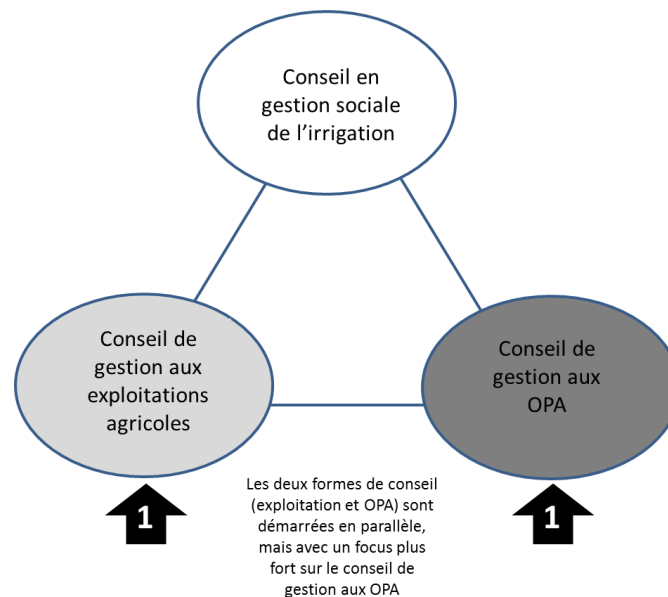 Conseil en
gestion sociale
de l'irrigation
Conseil de
gestion aux
exploitations
agricoles
Conseil de
gestion aux
OPA
1
Les deux formes de conseil
(exploitation et OPA) sont
démarrées en parallèle,
mais avec un focus plus
fort sur le conseil de
gestion aux OPA
1